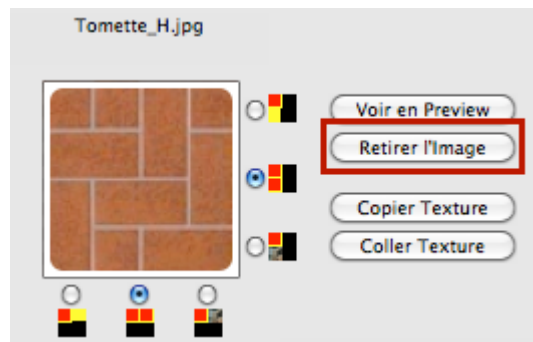 Tomette_H.jpg
Voir en Preview
Retirer l'Image
Copier Texture
Coller Texture